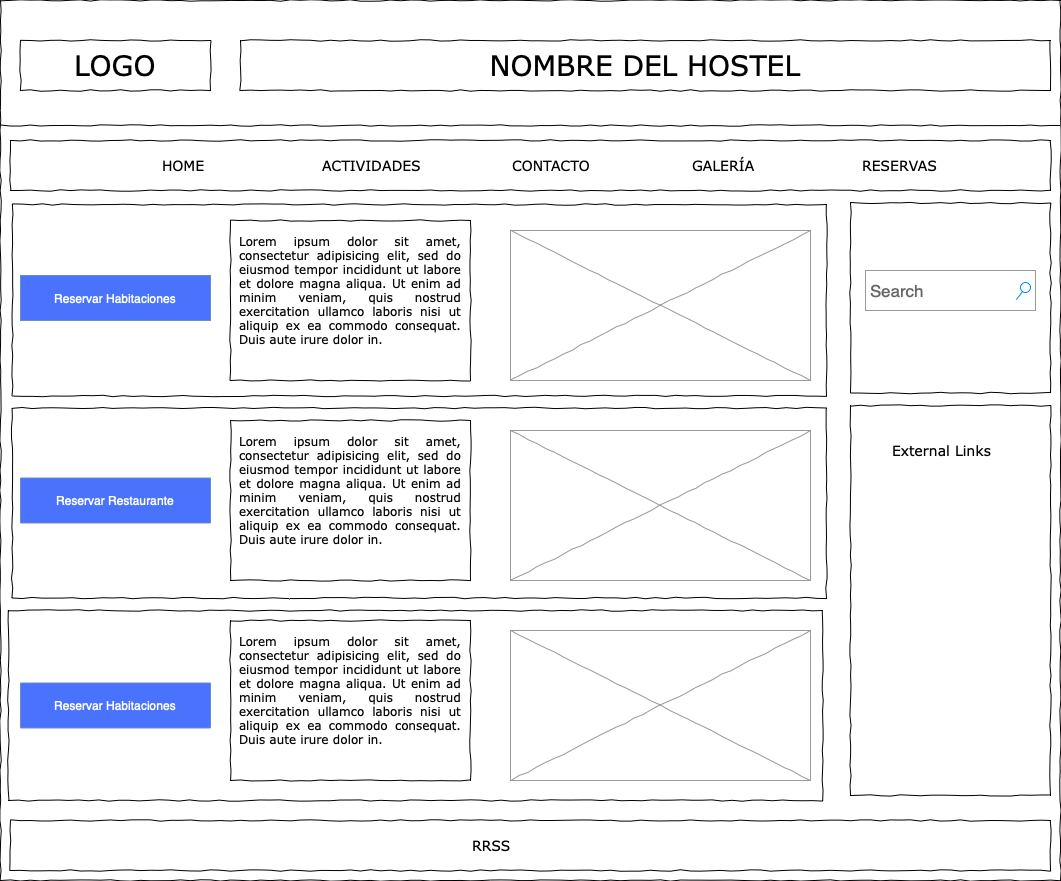 LOGO
NOMBRE DEL HOSTEL
HOME ACTIVIDADES CONTACTO GALERÍA RESERVAS
Reservar Habitaciones
Lorem ipsum dolor sit amet,
consectetur adipisicing elit, sed do
eiusmod tempor incididunt ut labore
et dolore magna aliqua. Ut enim ad
minim veniam, quis nostrud
exercitation ullamco laboris nisi ut
aliquip ex ea commodo consequat.
Duis aute irure dolor in.
Search
Reservar Restaurante
Lorem ipsum dolor sit amet,
consectetur adipisicing elit, sed do
eiusmod tempor incididunt ut labore
et dolore magna aliqua. Ut enim ad
minim veniam, quis nostrud
exercitation ullamco laboris nisi ut
aliquip ex ea commodo consequat.
Duis aute irure dolor in.
External Links
Reservar Habitaciones
Lorem ipsum dolor sit amet,
consectetur adipisicing elit, sed do
eiusmod tempor incididunt ut labore
et dolore magna aliqua. Ut enim ad
minim veniam, quis nostrud
exercitation ullamco laboris nisi ut
aliquip ex ea commodo consequat.
Duis aute irure dolor in.
RRSS